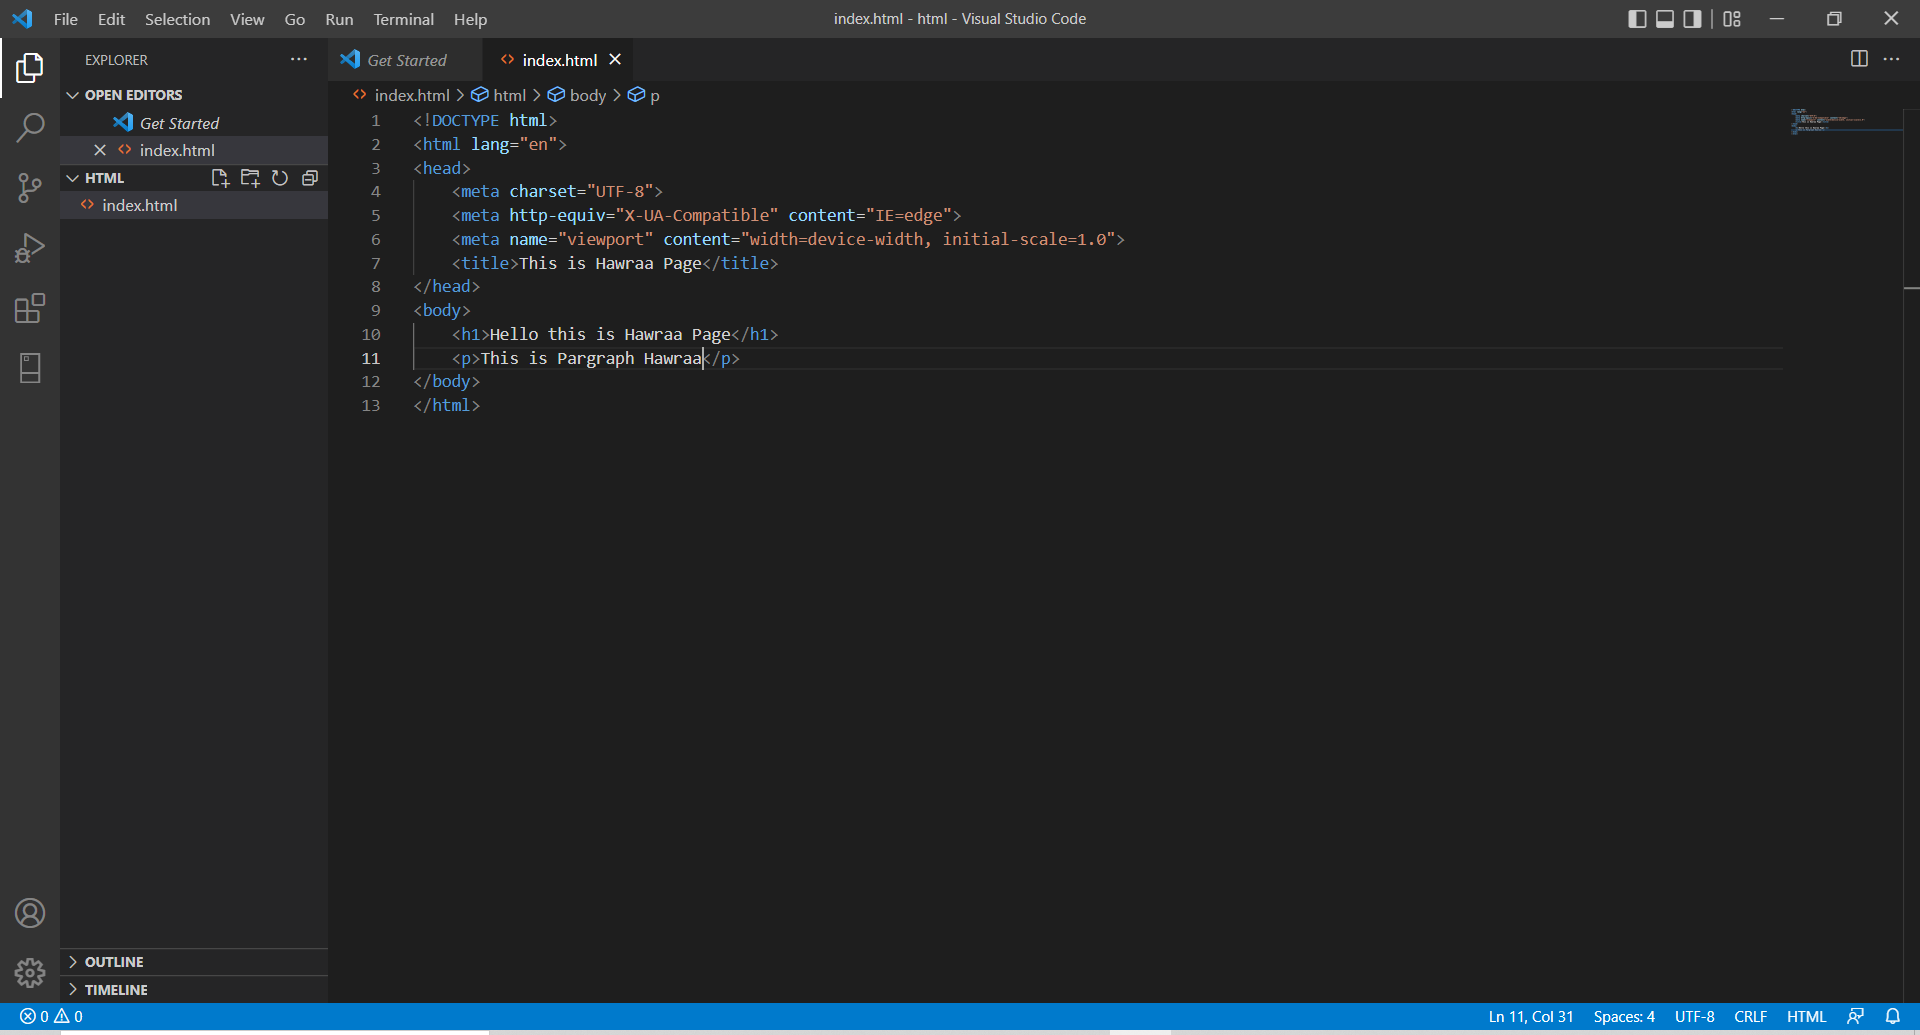 File Edit Selection View Go Run Terminal Help
index.html - html - Visual Studio Code
EXPLORER
OPEN EDITORS
Get Started
index.html
HTML
index.html
Get Started
index.html
index.html > html > body > p
1 <!DOCTYPE html>
2 <html lang="en">
3 <head>
4     <meta charset="UTF-8">
5     <meta http-equiv="X-UA-Compatible" content="IE=edge">
6     <meta name="viewport" content="width=device-width, initial-scale=1.0">
7     <title>This is Hawraa Page</title>
8 </head>
9 <body>
10     <h1>Hello this is Hawraa Page</h1>
11     <p>This is Pargraph Hawraa</p>
12 </body>
13 </html>
OUTLINE
TIMELINE
0 0
Ln 11, Col 31 Spaces: 4 UTF-8 CRLF HTML